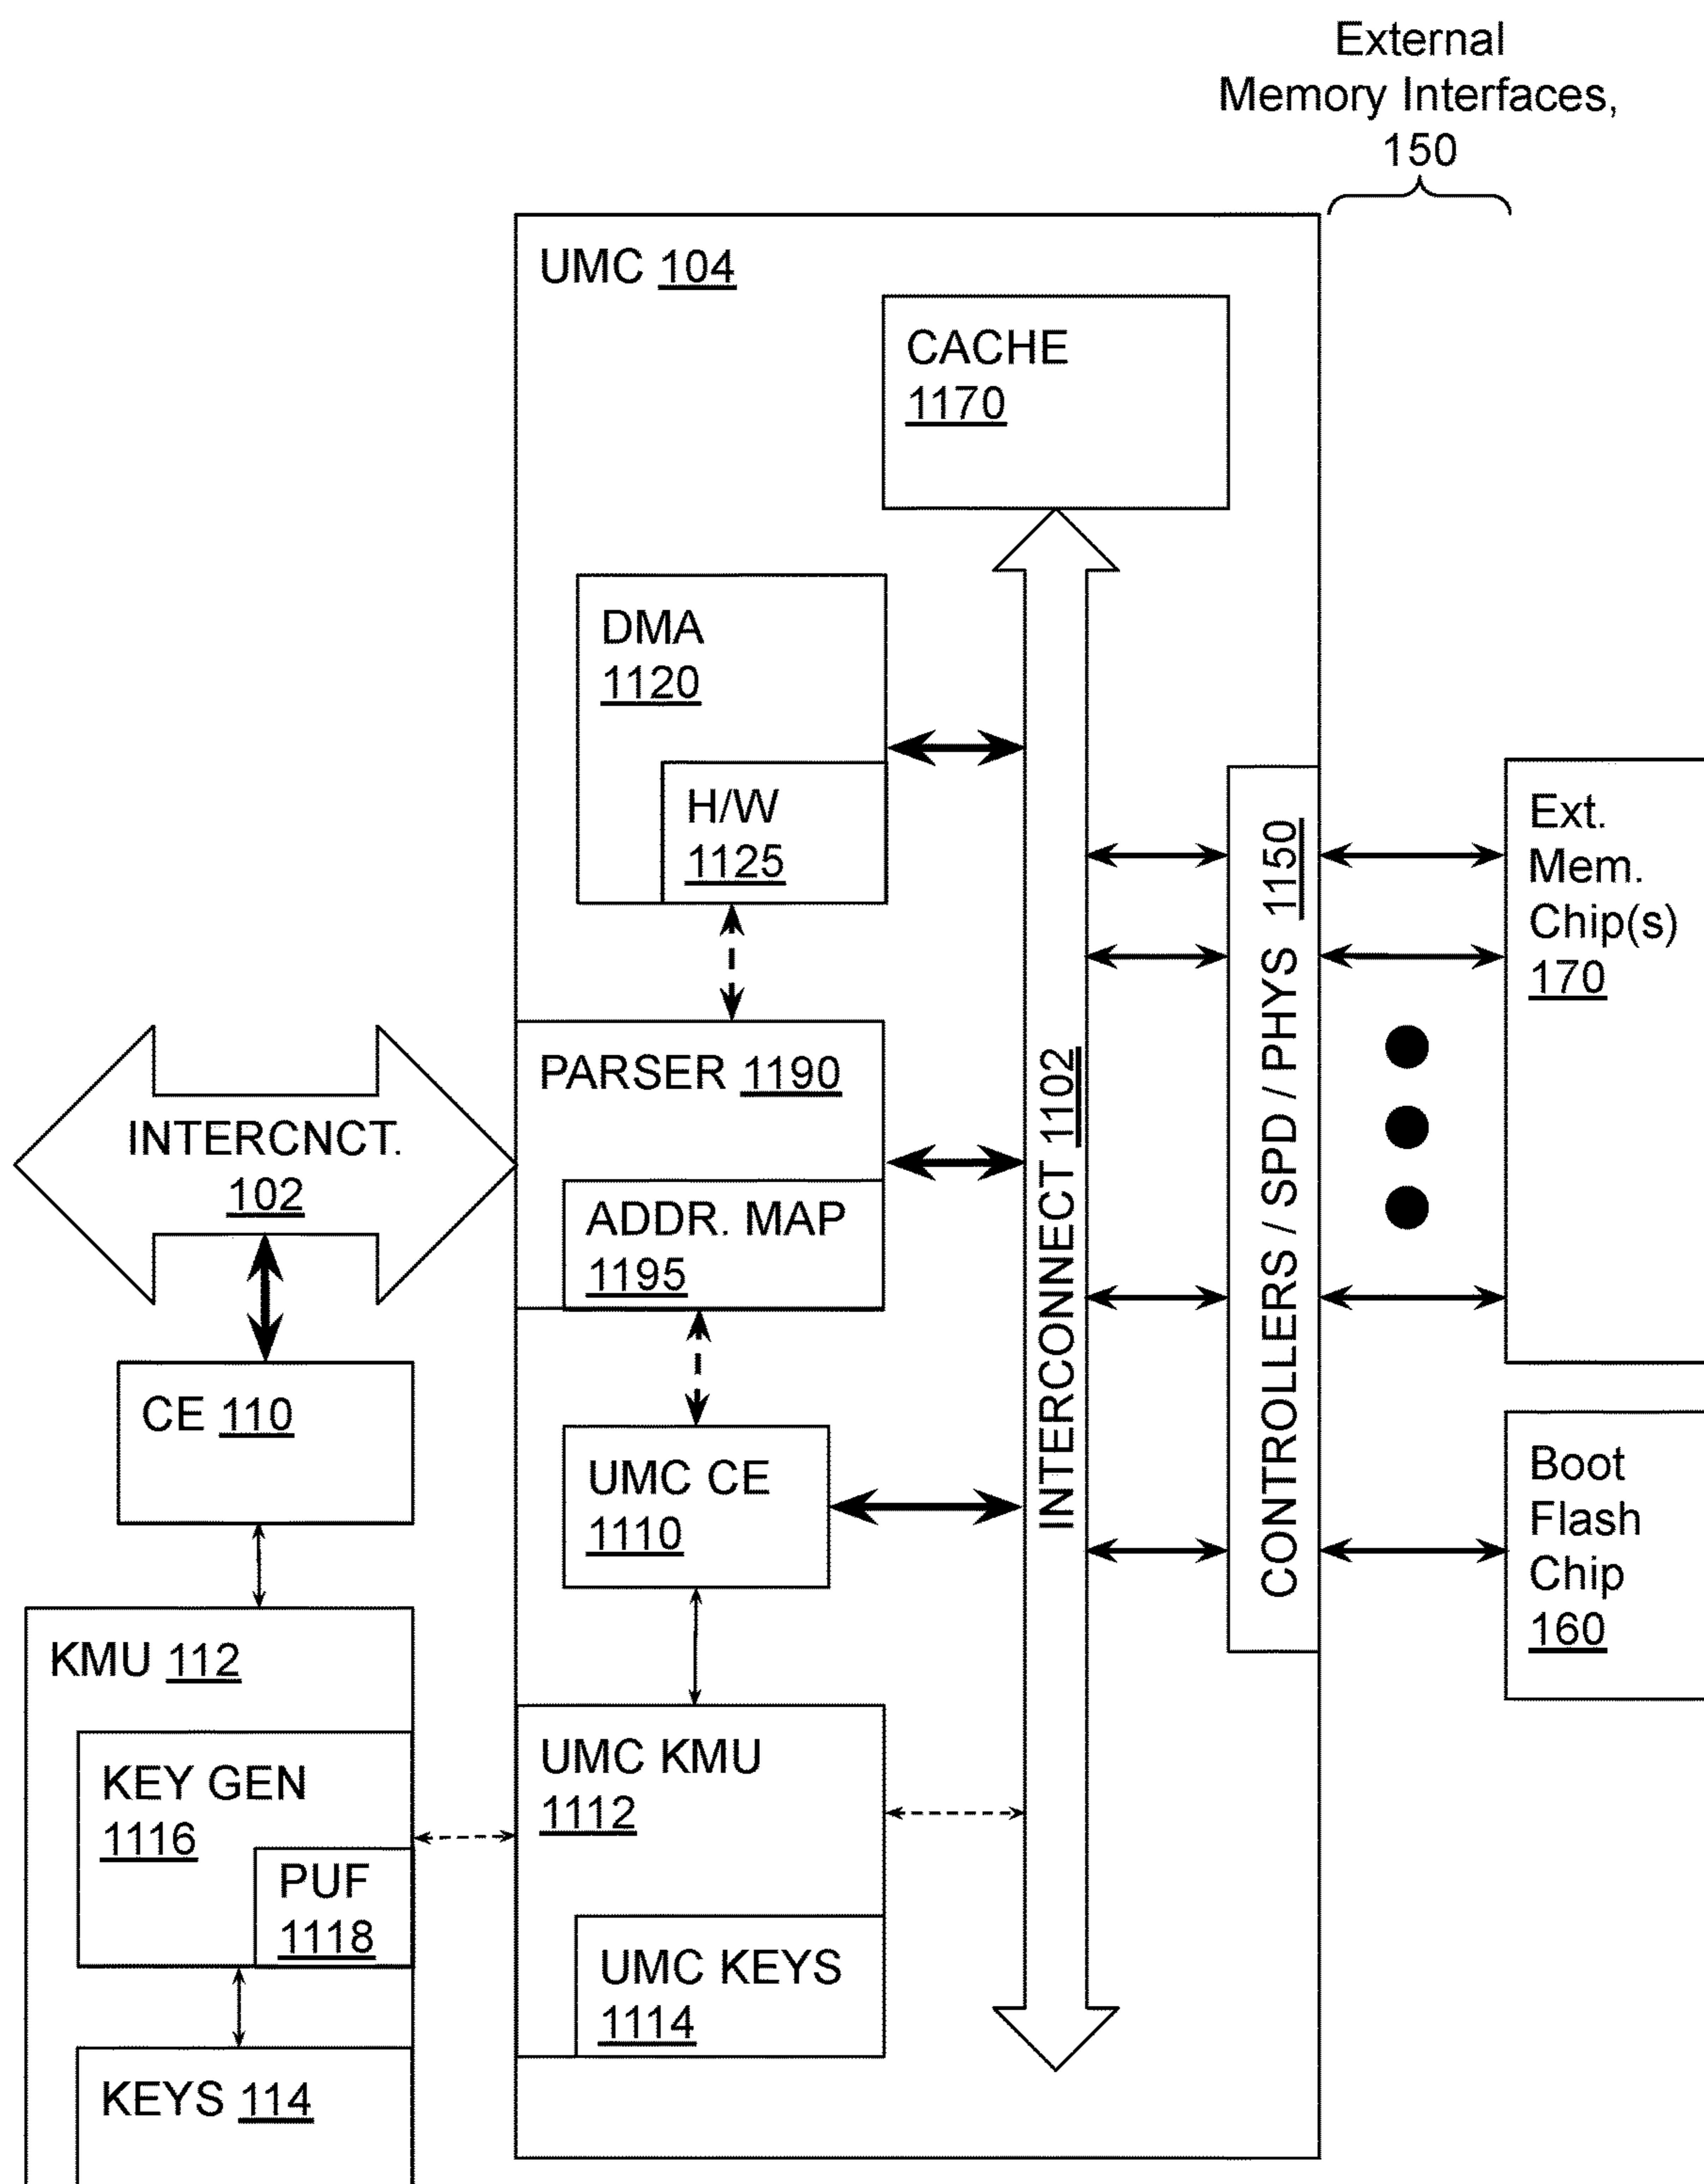 External
Memory Interfaces,
150
UMC 104
CACHE
1170
DMA
1120
H/W
1125
PARSER 1190
ADDR. MAP
1195
INTERCNCT.
102
CE 110
UMC CE
1110
KMU 112
KEY GEN
1116
PUF
1118
KEYS 114
UMC KMU
1112
UMC KEYS
1114
INTERCONNECT 1102
CONTROLLERS / SPD / PHYS 1150
Ext.
Mem.
Chip(s)
170
Boot
Flash
Chip
160